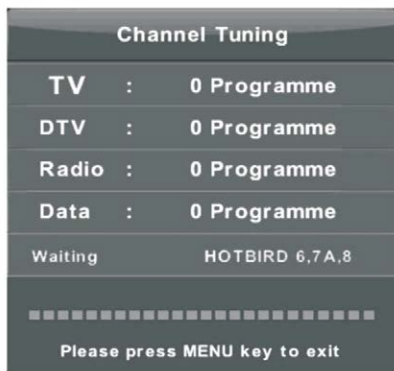 Channel Tuning
TV : 0 Programme
DTV : 0 Programme
Radio : 0 Programme
Data : 0 Programme
Waiting HOTBIRD 6,7A,8
Please press MENU key to exit